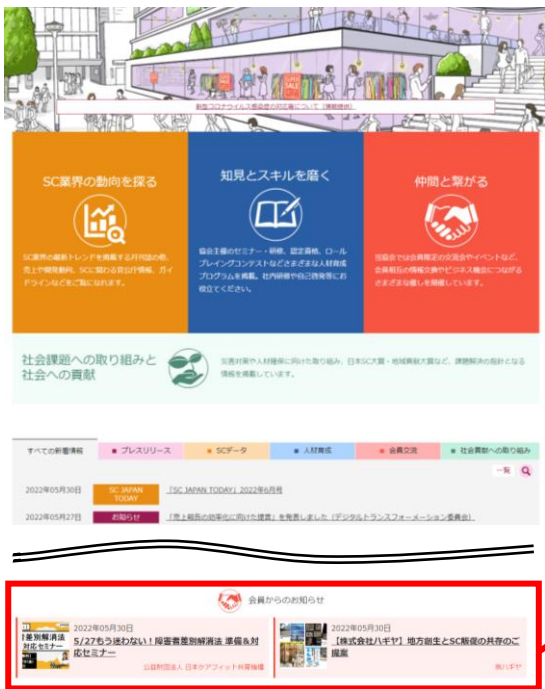 SALE
新型コロナウイルス感染症の対応書について（情報提供）
SC業界の動向を探る
SC業界の最新トレンドを掲載する月刊誌の他、
売上や開発動向、SCに関わる官公庁情報、ガイ
ドラインなどをご覧になれます。
知見とスキルを磨く
協会主催のセミナー・研修、認定資格、ロール
プレイングコンテストなどさまざまな人材育成
プログラムを掲載。社内研修や自己啓発等にお
役立てください。
仲間と繋がる
当協会では会員限定の交流会やイベントなど、
会員相互の情報交換やビジネス機会につながる
さまざまな催しを開催しています。
社会課題への取り組みと
社会への貢献
災害対策や人材確保に向けた取り組み、日本SC大賞・地域貢献大賞など、課題解決の指針となる
情報を掲載しています。
すべての新着情報 プレスリリース SCデータ 人材育成 会員交流 社会貢献への取り組み
一覧
2022年05月30日 SC JAPAN TODAY 「SC JAPAN TODAY」2022年6月号
2022年05月27日 お知らせ 「売上報告の効率化に向けた提言」を発表しました（デジタルトランスフォーメーション委員会）
会員からのお知らせ
差別解消法
対応セミナー
2022年05月30日
5/27もう迷わない！障害者差別解消法 準備＆対
応セミナー
公益財団法人 日本ケアフィット共育機構
2022年05月30日
【株式会社ハギヤ】地方創生とSC販促の共存のご
提案
㈱ハギヤ